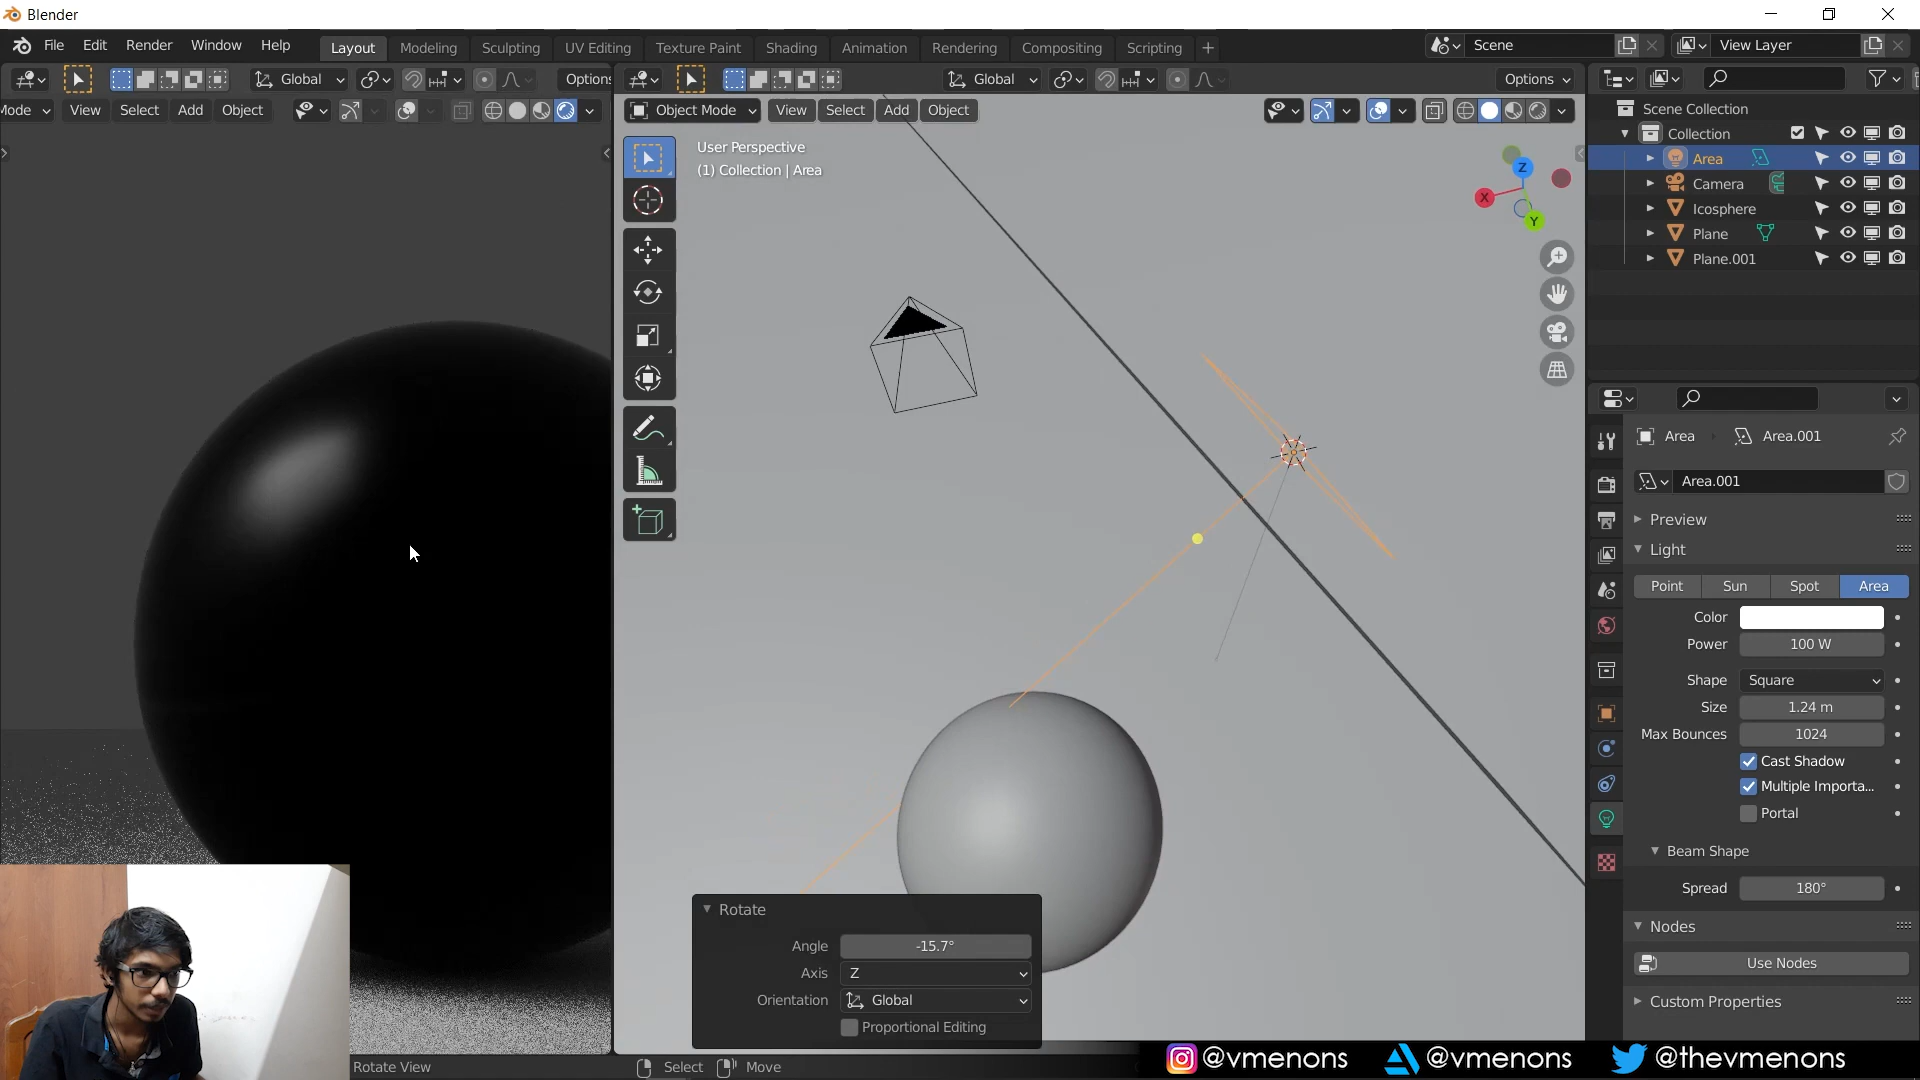 Blender
File Edit Render Window Help Layout Modeling Sculpting UV Editing Texture Paint Shading Animation Rendering Compositing Scripting + Scene View Layer
Global Options Global Options
Mode View Select Add Object Object Mode View Select Add Object
User Perspective
(1) Collection | Area
Z
X
Y
Scene Collection
Collection
Area
Camera
Icosphere
Plane
Plane.001
Area Area.001
Area.001
Preview
Light
Point Sun Spot Area
Color
Power 100 W
Shape Square
Size 1.24 m
Max Bounces 1024
Cast Shadow
Multiple Importa...
Portal
Beam Shape
Spread 180°
Nodes
Use Nodes
Custom Properties
Rotate
Angle -15.7°
Axis Z
Orientation Global
Proportional Editing
Rotate View Select Move
@vmenons @vmenons @thevmenons